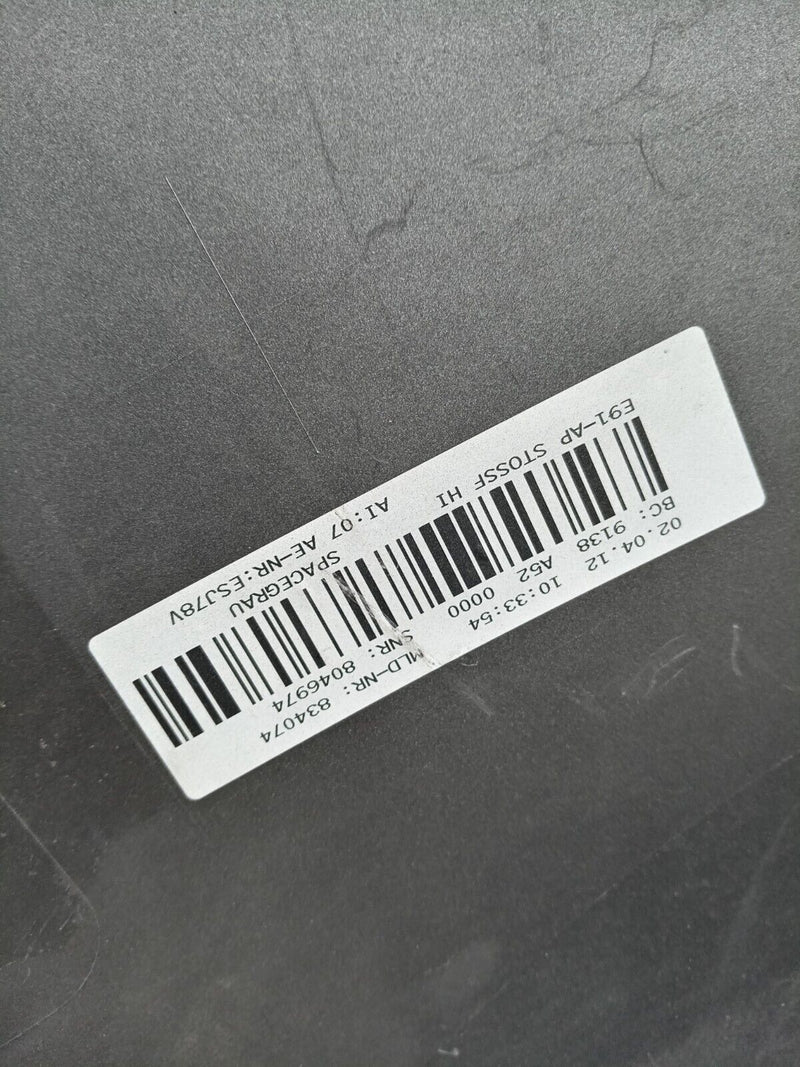 02.04.12 10:33:54 MLD-NR: 834074
BC: 9138 A52 0000 SNR: 8046974
E91-AP STOSSF HI SPACEGRAU
AI:07 AE-NR:ESJ78V